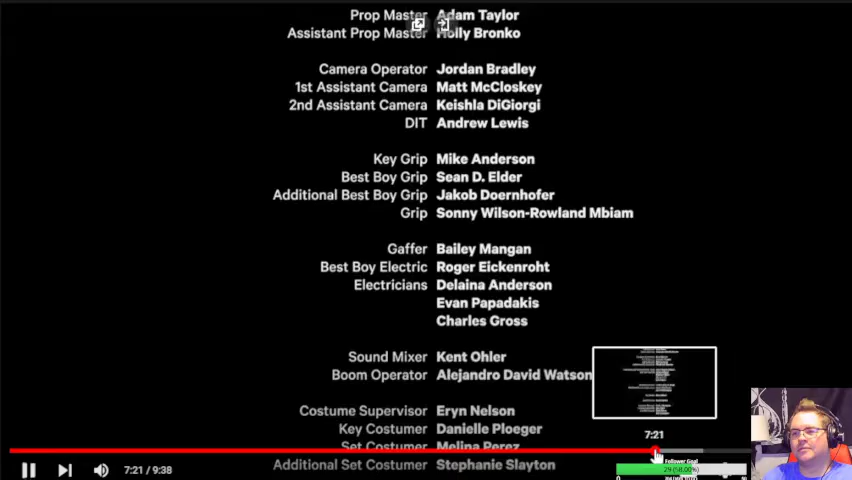 Prop Master Adam Taylor
Assistant Prop Master Holly Bronko
Camera Operator Jordan Bradley
1st Assistant Camera Matt McCloskey
2nd Assistant Camera Keishla DiGiorgi
DIT Andrew Lewis
Key Grip Mike Anderson
Best Boy Grip Sean D. Elder
Additional Best Boy Grip Jakob Doernhofer
Grip Sonny Wilson-Rowland Mbiam
Gaffer Bailey Mangan
Best Boy Electric Roger Eickenroht
Electricians Delaina Anderson
Evan Papadakis
Charles Gross
Sound Mixer Kent Ohler
Boom Operator Alejandro David Watson
Costume Supervisor Eryn Nelson
Key Costumer Danielle Ploeger
Set Costumer Melina Perez
Additional Set Costumer Stephanie Slayton
7:21
Follower Goal
29 (58.00%)
7:21 / 9:38